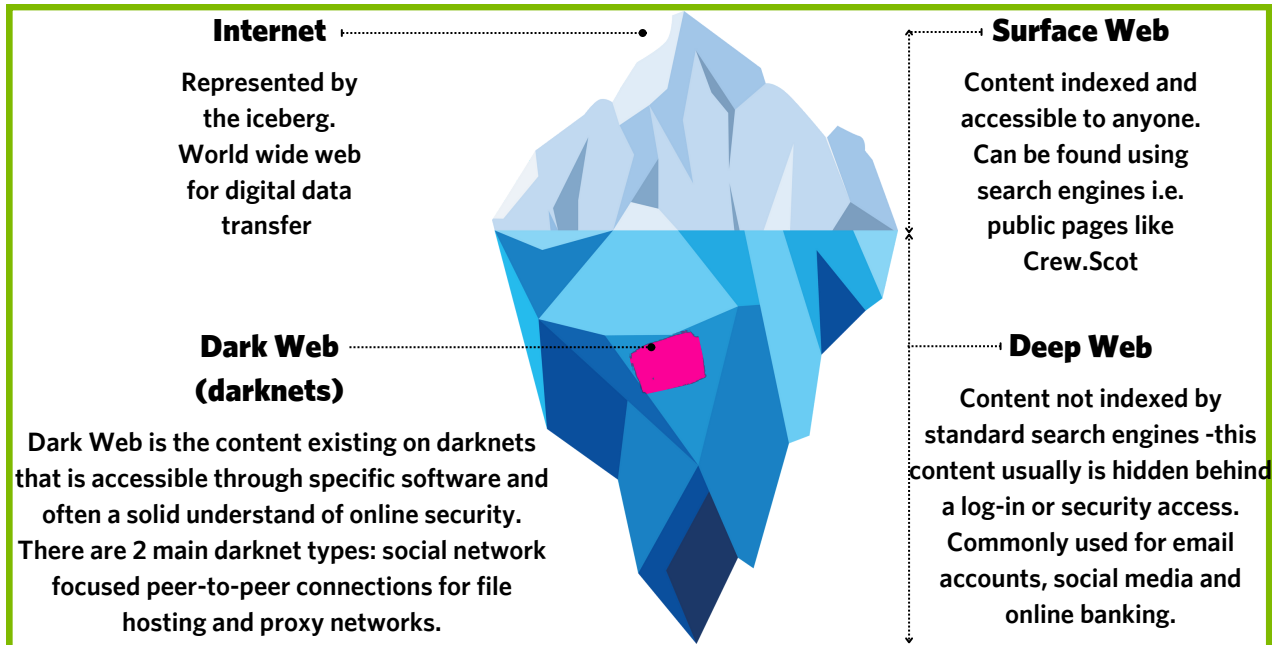 Internet
Represented by
the iceberg.
World wide web
for digital data
transfer
Surface Web
Content indexed and
accessible to anyone.
Can be found using
search engines i.e.
public pages like
Crew.Scot
Dark Web
(darknets)
Dark Web is the content existing on darknets
that is accessible through specific software and
often a solid understand of online security.
There are 2 main darknet types: social network
focused peer-to-peer connections for file
hosting and proxy networks.
Deep Web
Content not indexed by
standard search engines -this
content usually is hidden behind
a log-in or security access.
Commonly used for email
accounts, social media and
online banking.